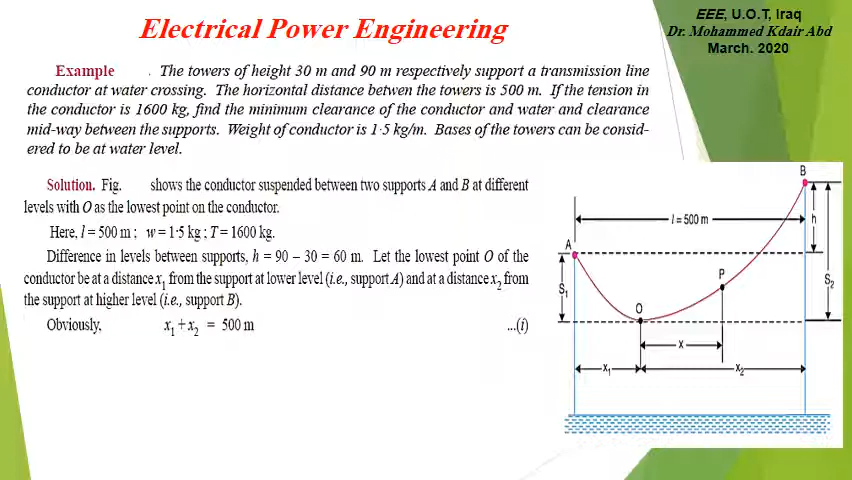 Electrical Power Engineering
EEE, U.O.T, Iraq
Dr. Mohammed Kdair Abd
March. 2020
Example . The towers of height 30 m and 90 m respectively support a transmission line
conductor at water crossing. The horizontal distance betwen the towers is 500 m. If the tension in
the conductor is 1600 kg, find the minimum clearance of the conductor and water and clearance
mid-way between the supports. Weight of conductor is 1·5 kg/m. Bases of the towers can be consid-
ered to be at water level.
Solution. Fig. shows the conductor suspended between two supports A and B at different
levels with O as the lowest point on the conductor.
Here, l = 500 m ; w = 1·5 kg ; T = 1600 kg.
Difference in levels between supports, h = 90 – 30 = 60 m. Let the lowest point O of the
conductor be at a distance x₁ from the support at lower level (i.e., support A) and at a distance x₂ from
the support at higher level (i.e., support B).
Obviously, x₁ + x₂ = 500 m ...(i)
B
l = 500 m
h
A
P
S₁
S₂
O
x
x₁
x₂